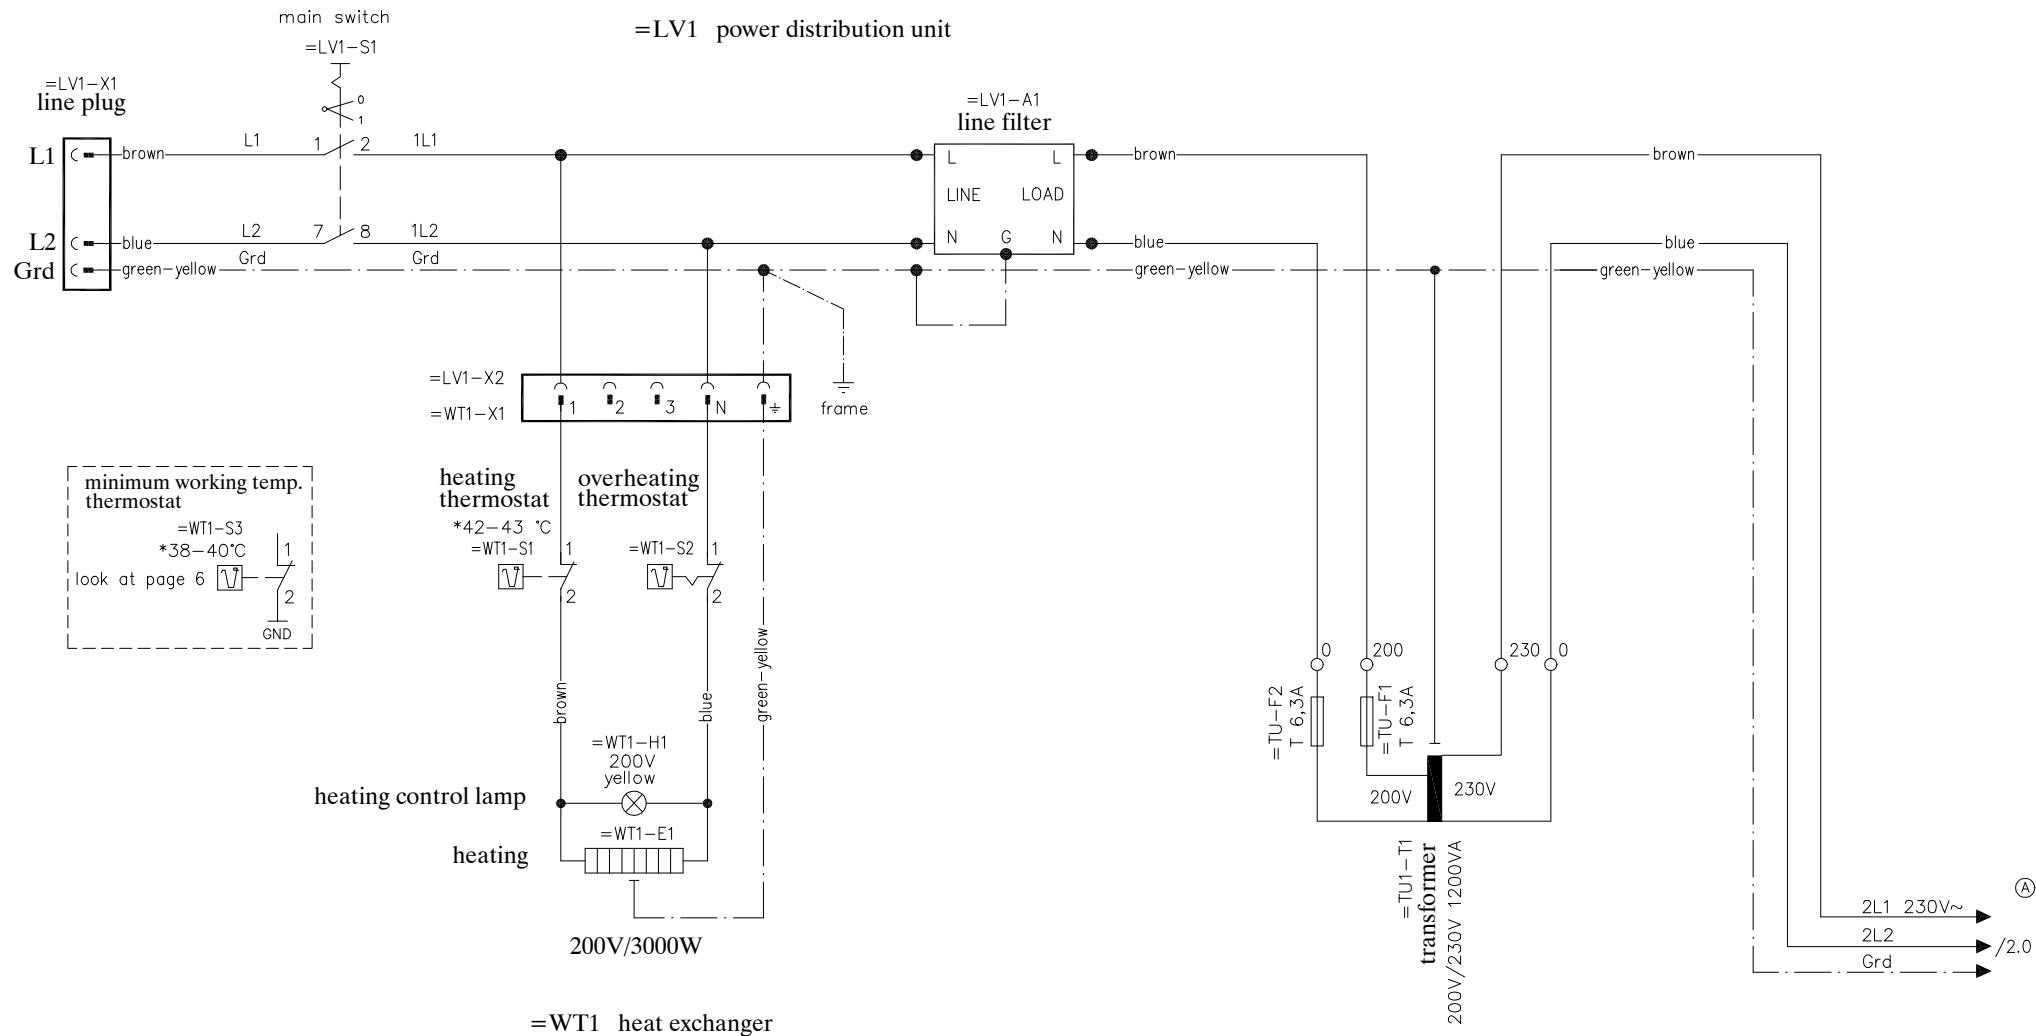 main switch
=LV1-S1
=LV1 power distribution unit
=LV1-X1
line plug
0
1
=LV1-A1
line filter
L1
brown
L1
1
2
1L1
L
L
brown
brown
LINE
LOAD
L2
blue
L2
7
8
1L2
N
G
N
blue
blue
Grd
green-yellow
Grd
Grd
green-yellow
green-yellow
=LV1-X2
=WT1-X1
1
2
3
N
frame
minimum working temp.
thermostat
=WT1-S3
*38-40°C
look at page 6
1
2
GND
heating
thermostat
*42-43 °C
=WT1-S1
1
2
overheating
thermostat
=WT1-S2
1
2
brown
blue
green-yellow
0
200
230
0
=TU-F2
T 6,3A
=TU-F1
T 6,3A
=WT1-H1
200V
yellow
heating control lamp
=WT1-E1
heating
200V
230V
=TU1-T1
transformer
200V/230V 1200VA
A
2L1 230V~
2L2
/2.0
Grd
200V/3000W
=WT1 heat exchanger